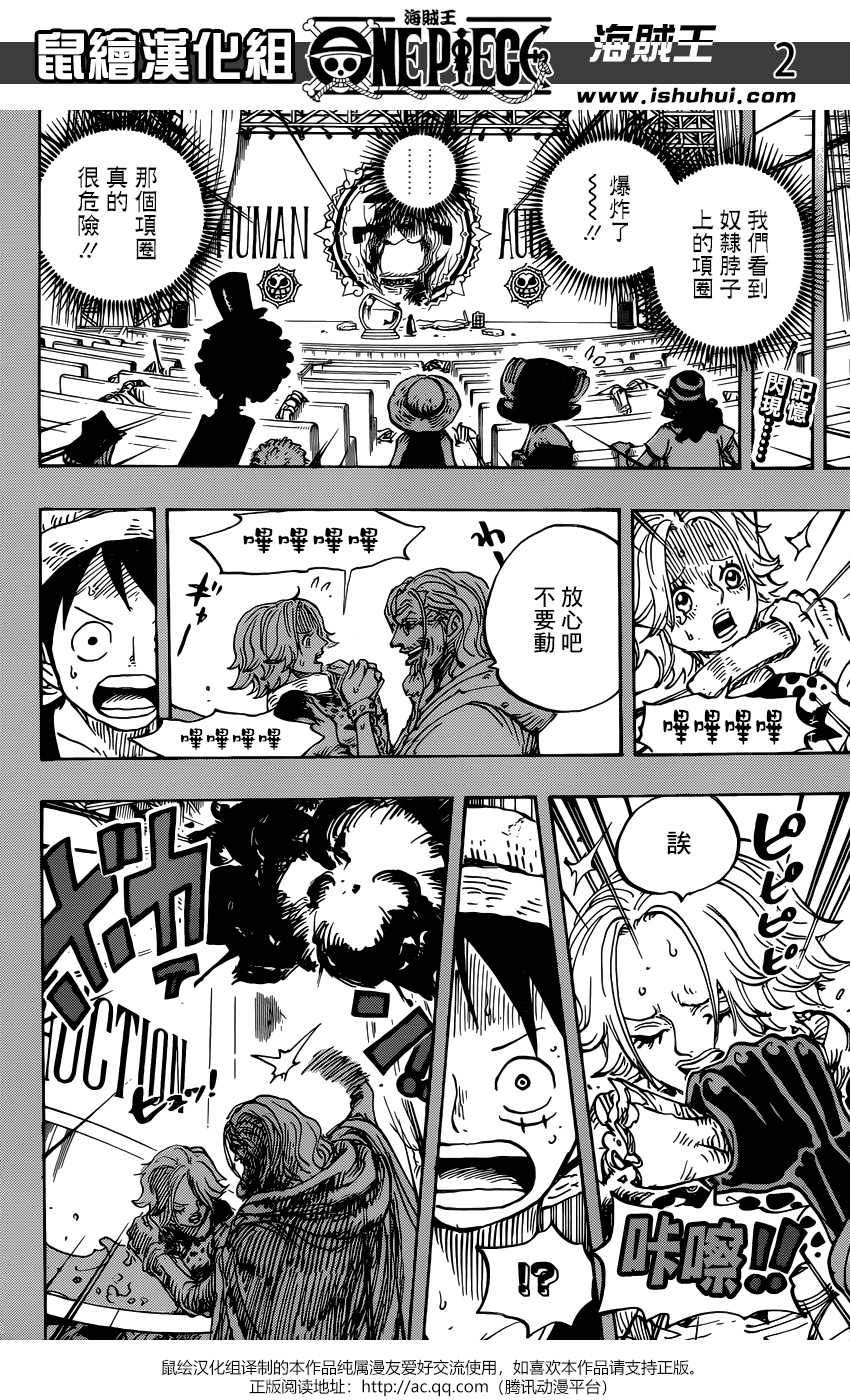 鼠繪漢化組
海賊王
ONE PIECE
海賊王
2
www.ishuhui.com
我們看到
奴隸脖子
上的項圈
爆炸了
～～～!!
…………
那個項圈
真的
很危險!!
HUMAN
AUC
記憶
閃現……
嗶嗶嗶嗶
放心吧
不要動
嗶嗶嗶嗶
嗶嗶嗶嗶
誒
ピピピピピ
咔嚓!!
!?
ドカァ
!!
AUCTION
鼠绘汉化组译制的本作品纯属漫友爱好交流使用，如喜欢本作品请支持正版。
正版阅读地址：http://ac.qq.com（腾讯动漫平台）